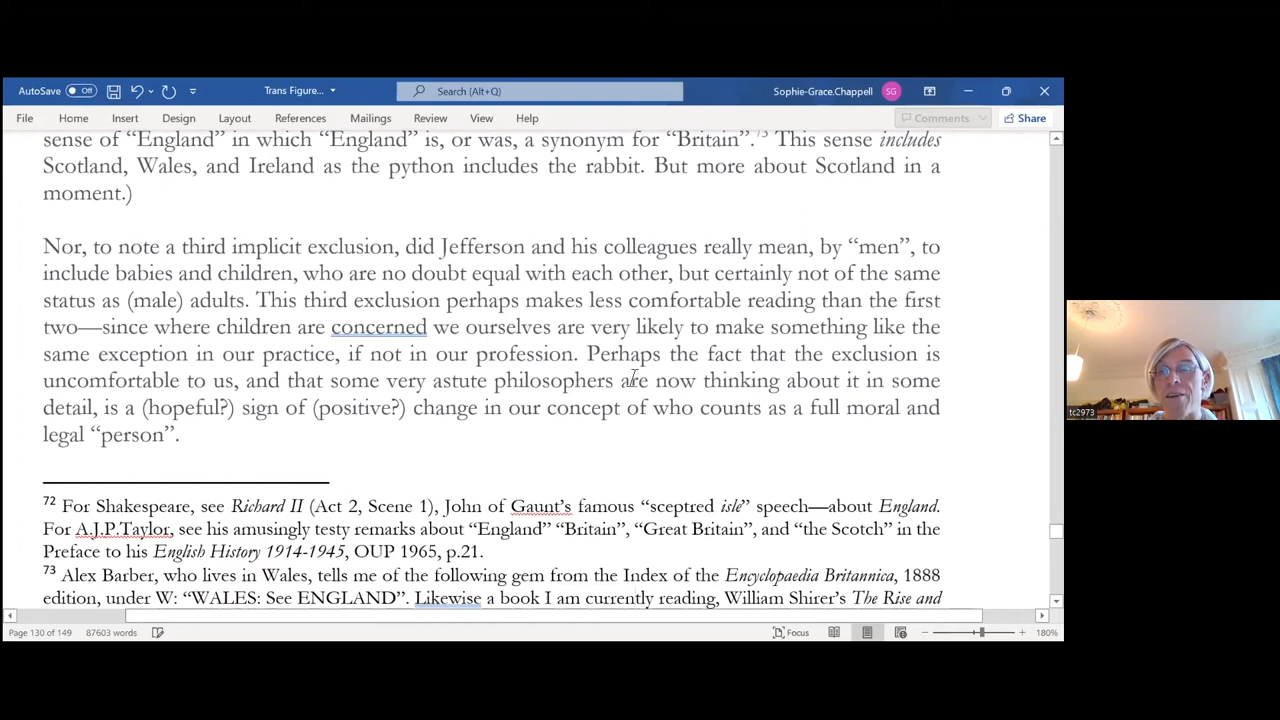 AutoSave Off Trans Figure... Search (Alt+Q) Sophie-Grace.Chappell SG
File Home Insert Design Layout References Mailings Review View Help Comments Share
sense of “England” in which “England” is, or was, a synonym for “Britain”.73 This sense includes
Scotland, Wales, and Ireland as the python includes the rabbit. But more about Scotland in a
moment.)
Nor, to note a third implicit exclusion, did Jefferson and his colleagues really mean, by “men”, to
include babies and children, who are no doubt equal with each other, but certainly not of the same
status as (male) adults. This third exclusion perhaps makes less comfortable reading than the first
two—since where children are concerned we ourselves are very likely to make something like the
same exception in our practice, if not in our profession. Perhaps the fact that the exclusion is
uncomfortable to us, and that some very astute philosophers are now thinking about it in some
detail, is a (hopeful?) sign of (positive?) change in our concept of who counts as a full moral and
legal “person”.
72 For Shakespeare, see Richard II (Act 2, Scene 1), John of Gaunt’s famous “sceptred isle” speech—about England.
For A.J.P.Taylor, see his amusingly testy remarks about “England” “Britain”, “Great Britain”, and “the Scotch” in the
Preface to his English History 1914-1945, OUP 1965, p.21.
73 Alex Barber, who lives in Wales, tells me of the following gem from the Index of the Encyclopaedia Britannica, 1888
edition, under W: “WALES: See ENGLAND”. Likewise a book I am currently reading, William Shirer’s The Rise and
Page 130 of 149 87603 words Focus 180%
tc2973